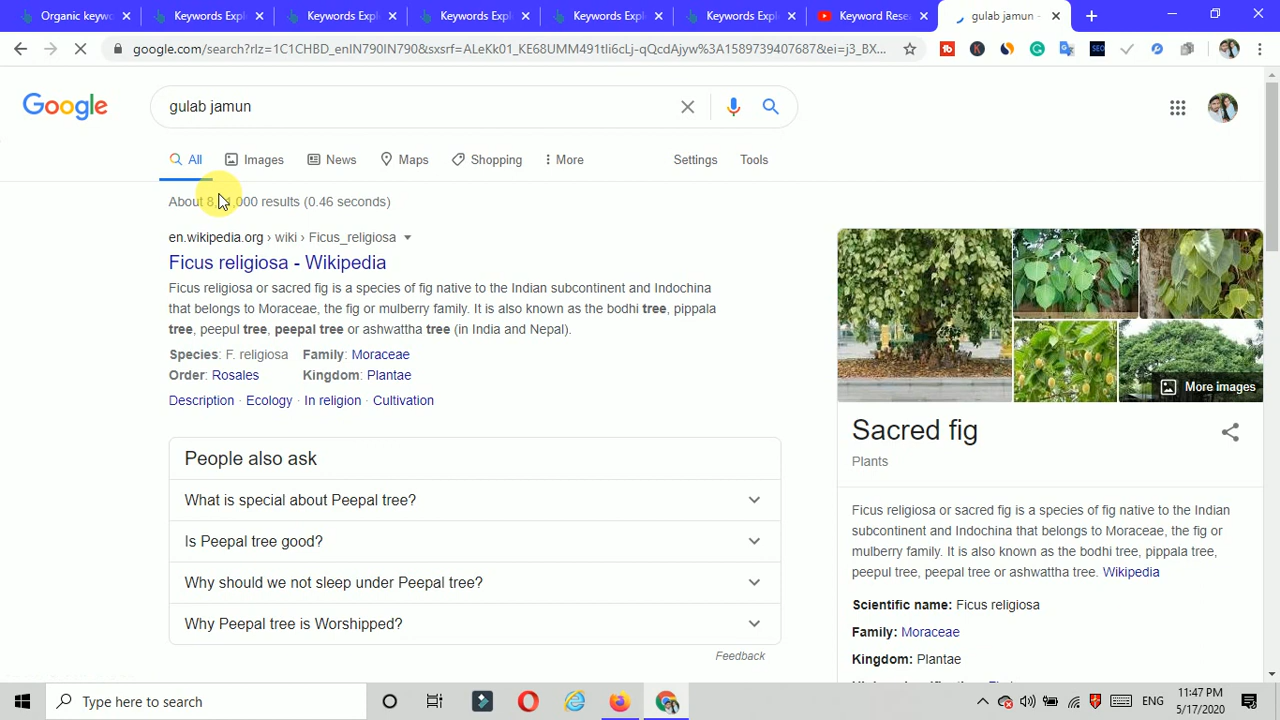 Organic keywo
Keywords Expl
Keywords Expl
Keywords Expl
Keywords Expl
Keywords Expl
Keyword Resea
gulab jamun -
google.com/search?rlz=1C1CHBD_enIN790IN790&sxsrf=ALeKk01_KE68UMM491tIi6cLj-qQcdAjyw%3A1589739407687&ei=j3_BX...
Google
gulab jamun
All Images News Maps Shopping More Settings Tools
About 8, ,000 results (0.46 seconds)
en.wikipedia.org › wiki › Ficus_religiosa
Ficus religiosa - Wikipedia
Ficus religiosa or sacred fig is a species of fig native to the Indian subcontinent and Indochina
that belongs to Moraceae, the fig or mulberry family. It is also known as the bodhi tree, pippala
tree, peepul tree, peepal tree or ashwattha tree (in India and Nepal).
Species: F. religiosa Family: Moraceae
Order: Rosales Kingdom: Plantae
Description · Ecology · In religion · Cultivation
People also ask
What is special about Peepal tree?
Is Peepal tree good?
Why should we not sleep under Peepal tree?
Why Peepal tree is Worshipped?
Feedback
More images
Sacred fig
Plants
Ficus religiosa or sacred fig is a species of fig native to the Indian
subcontinent and Indochina that belongs to Moraceae, the fig or
mulberry family. It is also known as the bodhi tree, pippala tree,
peepul tree, peepal tree or ashwattha tree. Wikipedia
Scientific name: Ficus religiosa
Family: Moraceae
Kingdom: Plantae
Type here to search
ENG
11:47 PM
5/17/2020